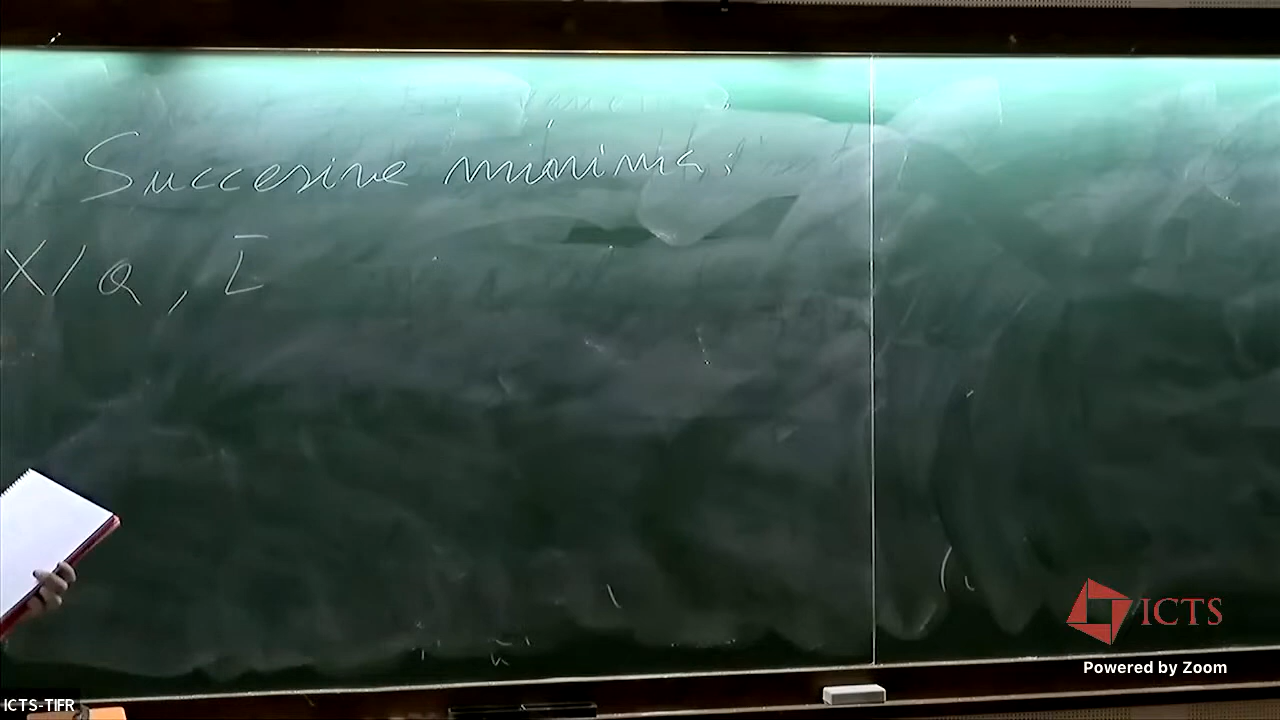 Succesive minima:
X/Q, L̄
ICTS
Powered by Zoom
ICTS-TIFR